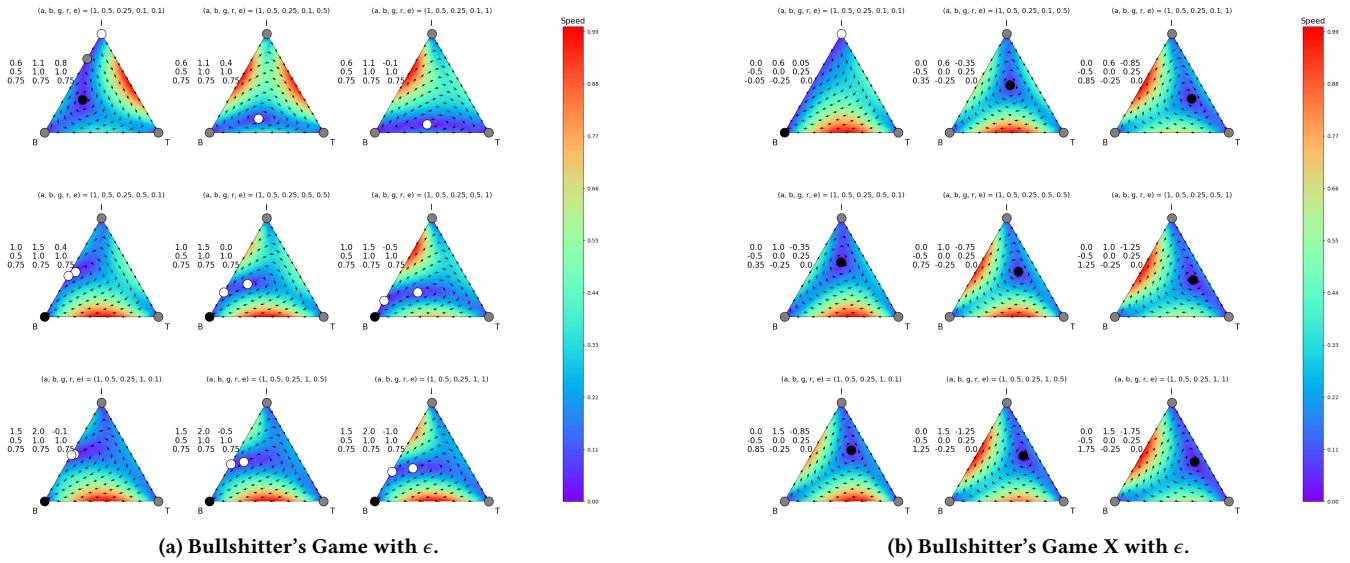 (a, b, g, r, e) = (1, 0.5, 0.25, 0.1, 0.1)
I
0.6 1.1 0.8
0.5 1.0 1.0
0.75 0.75 0.75
B T
(a, b, g, r, e) = (1, 0.5, 0.25, 0.1, 0.5)
I
0.6 1.1 0.4
0.5 1.0 1.0
0.75 0.75 0.75
B T
(a, b, g, r, e) = (1, 0.5, 0.25, 0.1, 1)
I
0.6 1.1 -0.1
0.5 1.0 1.0
0.75 0.75 0.75
B T
(a, b, g, r, e) = (1, 0.5, 0.25, 0.5, 0.1)
I
1.0 1.5 0.4
0.5 1.0 1.0
0.75 0.75 0.75
B T
(a, b, g, r, e) = (1, 0.5, 0.25, 0.5, 0.5)
I
1.0 1.5 0.0
0.5 1.0 1.0
0.75 0.75 0.75
B T
(a, b, g, r, e) = (1, 0.5, 0.25, 0.5, 1)
I
1.0 1.5 -0.5
0.5 1.0 1.0
0.75 0.75 0.75
B T
(a, b, g, r, e) = (1, 0.5, 0.25, 1, 0.1)
I
1.5 2.0 -0.1
0.5 1.0 1.0
0.75 0.75 0.75
B T
(a, b, g, r, e) = (1, 0.5, 0.25, 1, 0.5)
I
1.5 2.0 -0.5
0.5 1.0 1.0
0.75 0.75 0.75
B T
(a, b, g, r, e) = (1, 0.5, 0.25, 1, 1)
I
1.5 2.0 -1.0
0.5 1.0 1.0
0.75 0.75 0.75
B T
Speed
0.99
0.88
0.77
0.66
0.55
0.44
0.33
0.22
0.11
0.00
(a) Bullshitter's Game with ϵ.
(a, b, g, r, e) = (1, 0.5, 0.25, 0.1, 0.1)
I
0.0 0.6 0.05
-0.5 0.0 0.25
-0.05 -0.25 0.0
B T
(a, b, g, r, e) = (1, 0.5, 0.25, 0.1, 0.5)
I
0.0 0.6 -0.35
-0.5 0.0 0.25
0.35 -0.25 0.0
B T
(a, b, g, r, e) = (1, 0.5, 0.25, 0.1, 1)
I
0.0 0.6 -0.85
-0.5 0.0 0.25
0.85 -0.25 0.0
B T
(a, b, g, r, e) = (1, 0.5, 0.25, 0.5, 0.1)
I
0.0 1.0 -0.35
-0.5 0.0 0.25
0.35 -0.25 0.0
B T
(a, b, g, r, e) = (1, 0.5, 0.25, 0.5, 0.5)
I
0.0 1.0 -0.75
-0.5 0.0 0.25
0.75 -0.25 0.0
B T
(a, b, g, r, e) = (1, 0.5, 0.25, 0.5, 1)
I
0.0 1.0 -1.25
-0.5 0.0 0.25
1.25 -0.25 0.0
B T
(a, b, g, r, e) = (1, 0.5, 0.25, 1, 0.1)
I
0.0 1.5 -0.85
-0.5 0.0 0.25
0.85 -0.25 0.0
B T
(a, b, g, r, e) = (1, 0.5, 0.25, 1, 0.5)
I
0.0 1.5 -1.25
-0.5 0.0 0.25
1.25 -0.25 0.0
B T
(a, b, g, r, e) = (1, 0.5, 0.25, 1, 1)
I
0.0 1.5 -1.75
-0.5 0.0 0.25
1.75 -0.25 0.0
B T
Speed
0.99
0.88
0.77
0.66
0.55
0.44
0.33
0.22
0.11
0.00
(b) Bullshitter's Game X with ϵ.